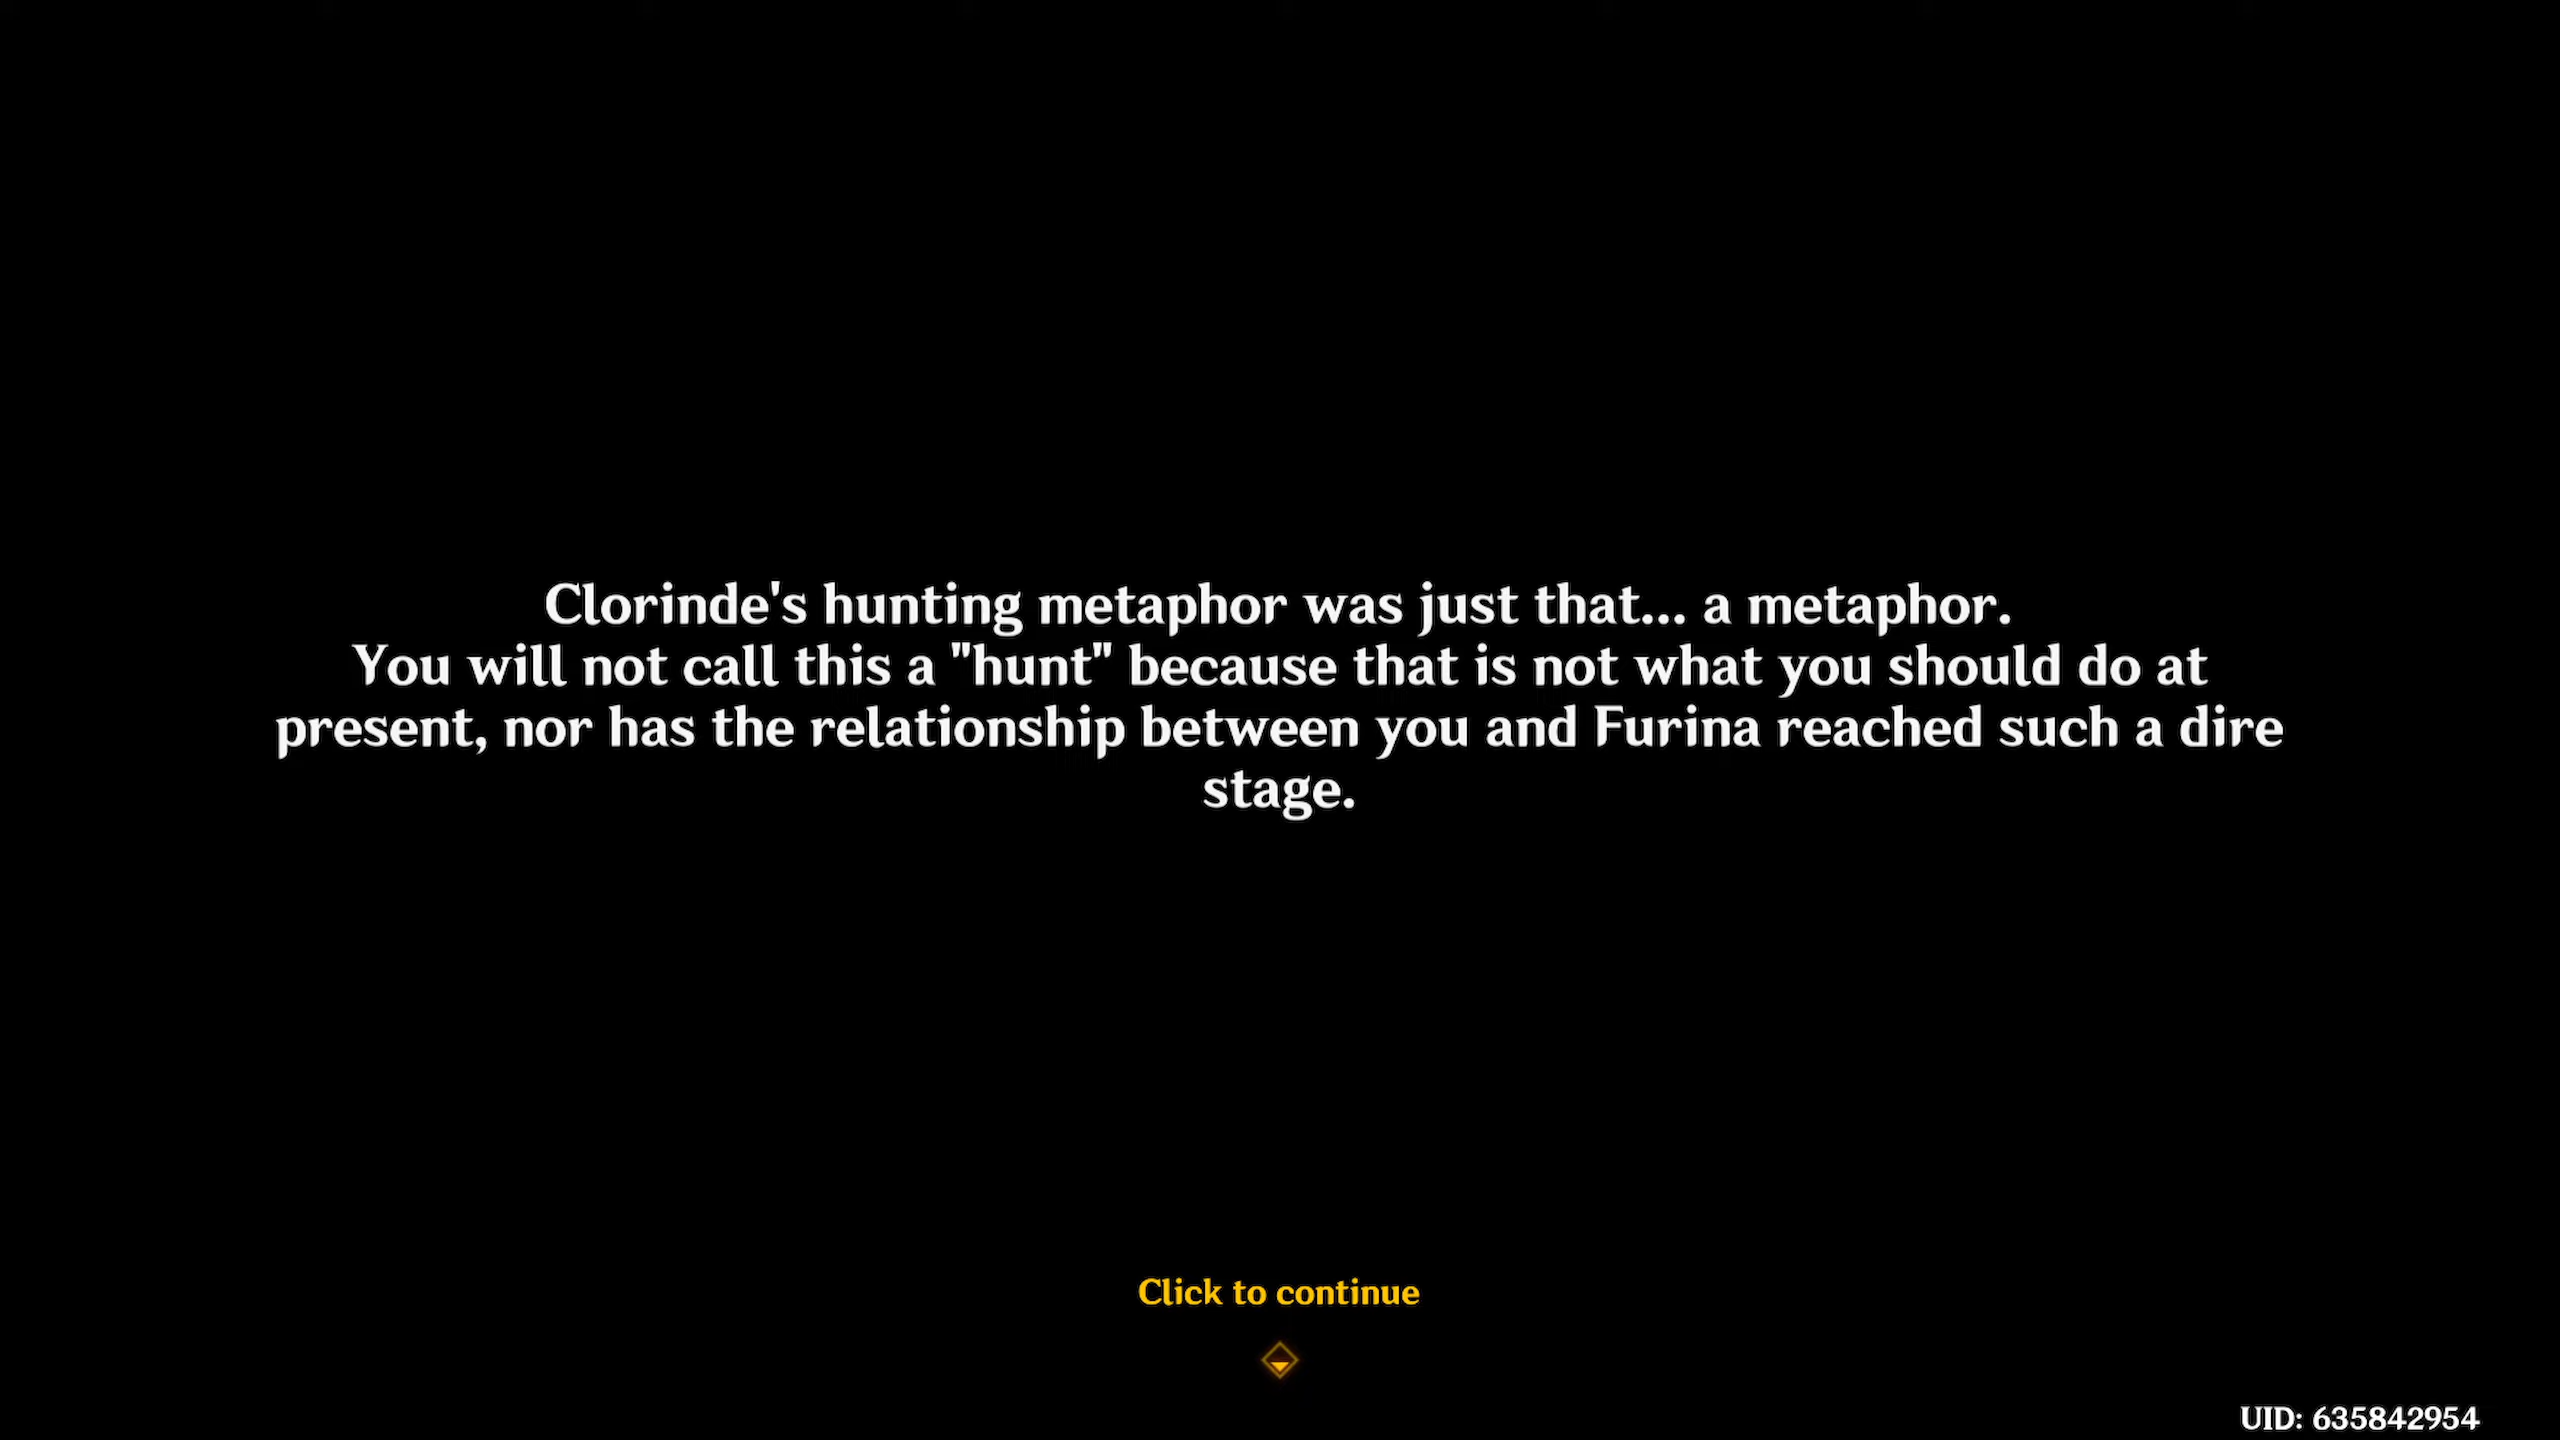 Clorinde's hunting metaphor was just that... a metaphor.
You will not call this a "hunt" because that is not what you should do at
present, nor has the relationship between you and Furina reached such a dire
stage.
Click to continue
UID: 635842954